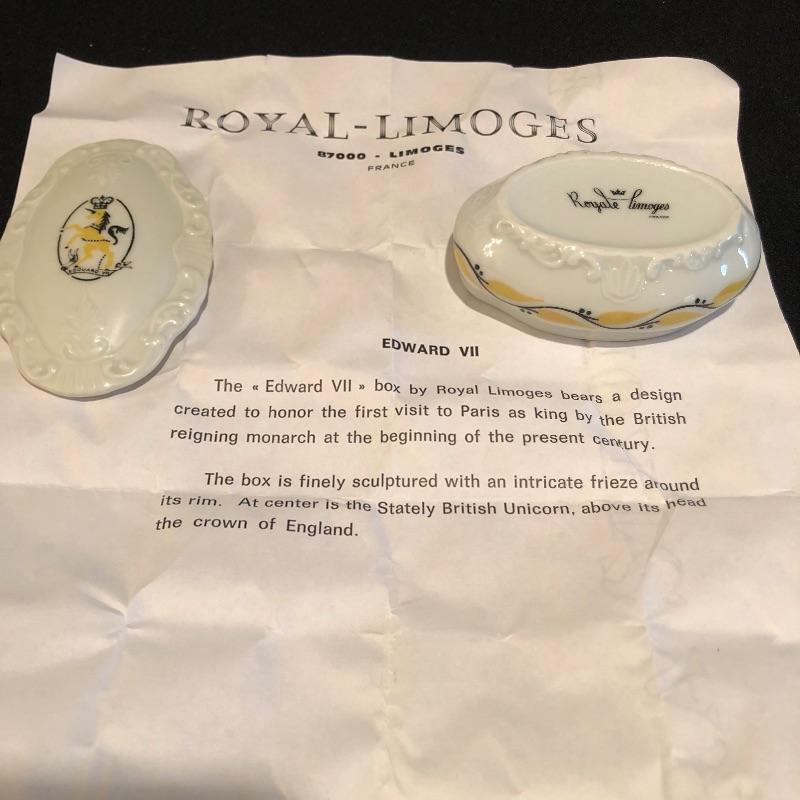 ROYAL-LIMOGES
87000 - LIMOGES
FRANCE
EDOUARD VII
Royale limoges
FRANCE
EDWARD VII
The « Edward VII » box by Royal Limoges bears a design
created to honor the first visit to Paris as king by the British
reigning monarch at the beginning of the present century.
The box is finely sculptured with an intricate frieze around
its rim. At center is the Stately British Unicorn, above its head
the crown of England.